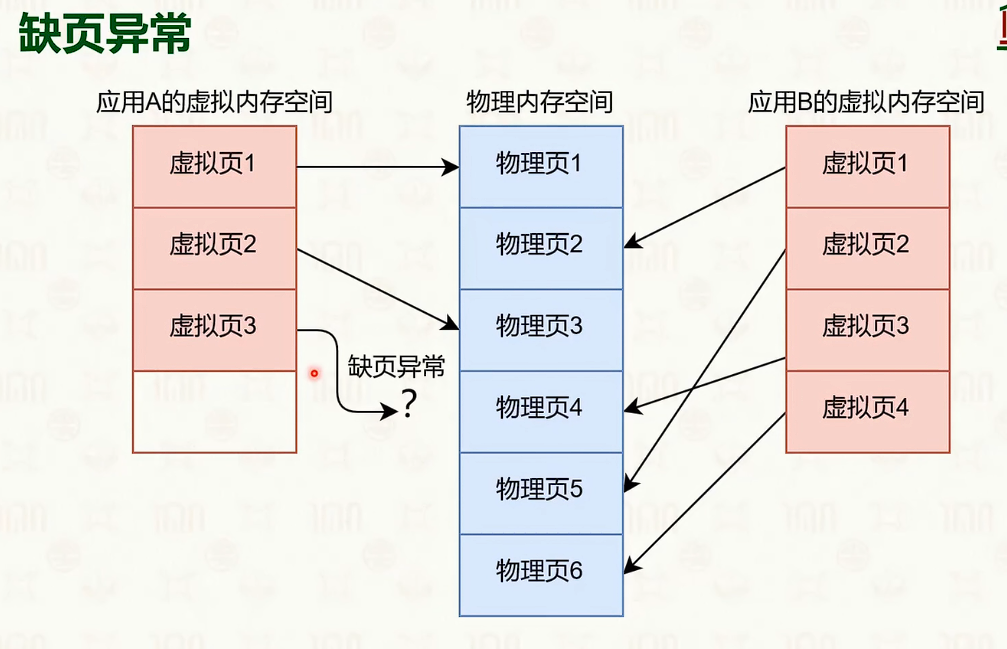 缺页异常
应用A的虚拟内存空间
物理内存空间
应用B的虚拟内存空间
虚拟页1
物理页1
虚拟页1
虚拟页2
物理页2
虚拟页2
虚拟页3
物理页3
虚拟页3
缺页异常
?
物理页4
虚拟页4
物理页5
物理页6